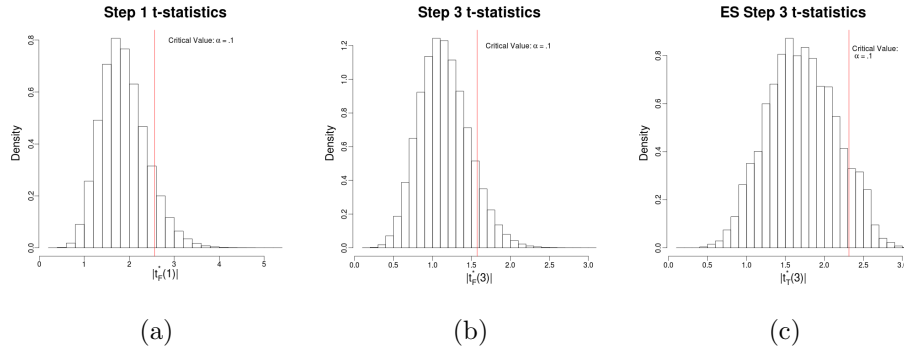 Step 1 t-statistics
Critical Value: α = .1
Density
0.0 0.2 0.4 0.6 0.8
0 1 2 3 4 5
|t*F(1)|
(a)
Step 3 t-statistics
Critical Value: α = .1
Density
0.0 0.2 0.4 0.6 0.8 1.0 1.2
0.0 0.5 1.0 1.5 2.0 2.5 3.0
|t*F(3)|
(b)
ES Step 3 t-statistics
Critical Value:
α = .1
Density
0.0 0.2 0.4 0.6 0.8
0.0 0.5 1.0 1.5 2.0 2.5 3.0
|t*T(3)|
(c)